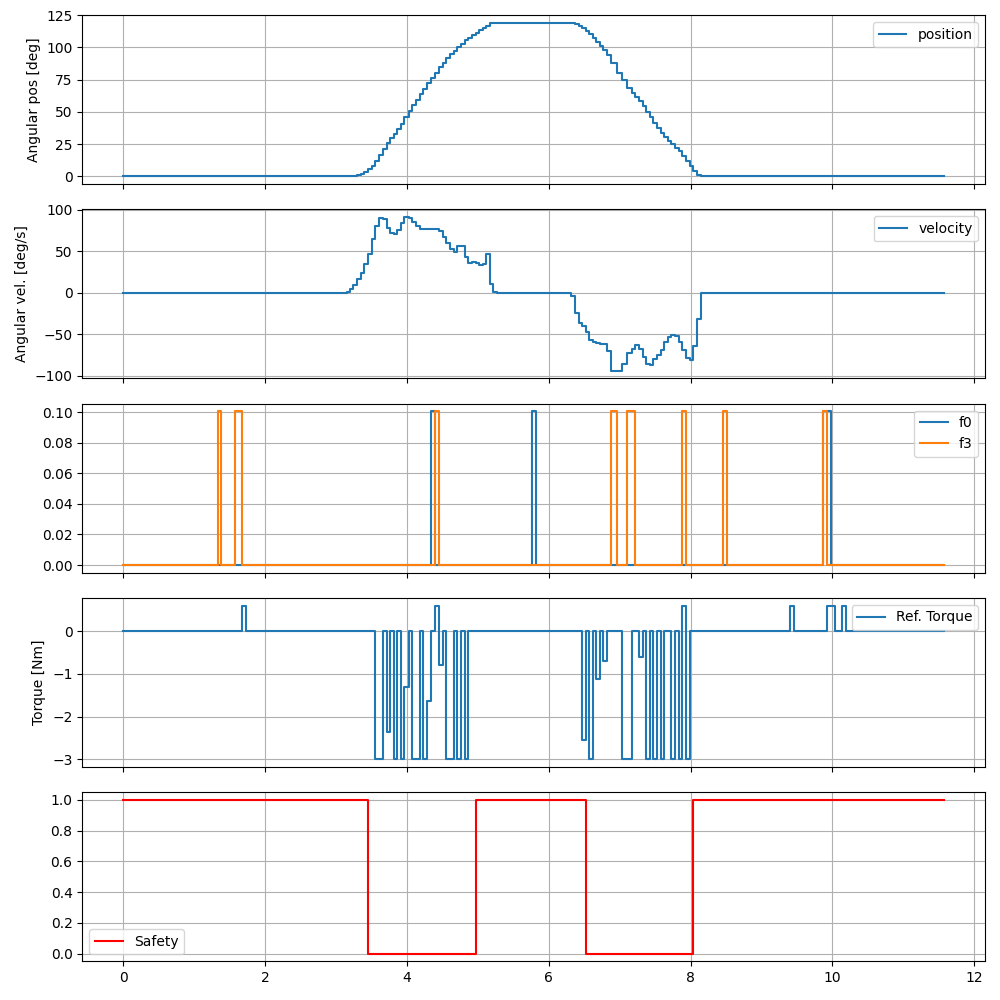 125
100
75
50
25
0
Angular pos [deg]
position
100
50
0
−50
−100
Angular vel. [deg/s]
velocity
0.10
0.08
0.06
0.04
0.02
0.00
f0
f3
0
−1
−2
−3
Torque [Nm]
Ref. Torque
1.0
0.8
0.6
0.4
0.2
0.0
Safety
0 2 4 6 8 10 12